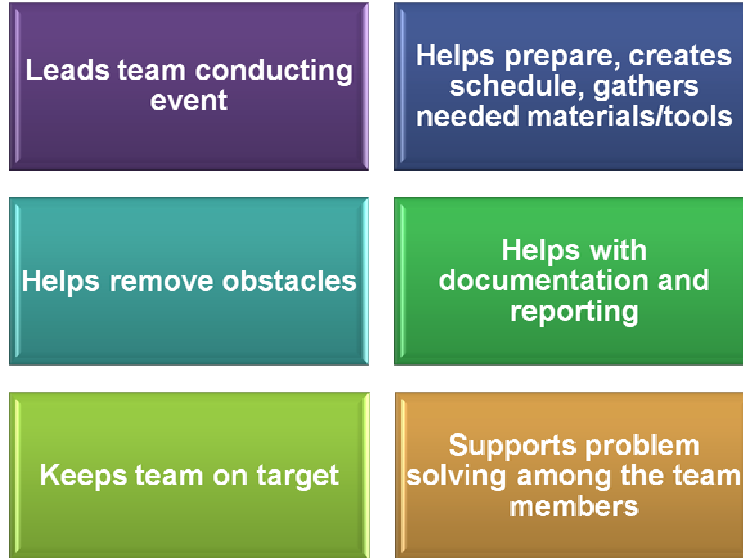 Leads team conducting
event
Helps prepare, creates
schedule, gathers
needed materials/tools
Helps remove obstacles
Helps with
documentation and
reporting
Keeps team on target
Supports problem
solving among the team
members